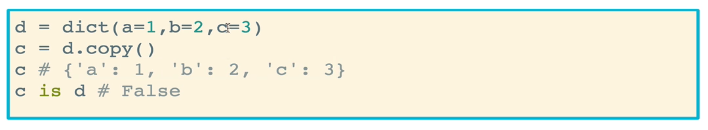 d = dict(a=1,b=2,c=3)
c = d.copy()
c # {'a': 1, 'b': 2, 'c': 3}
c is d # False